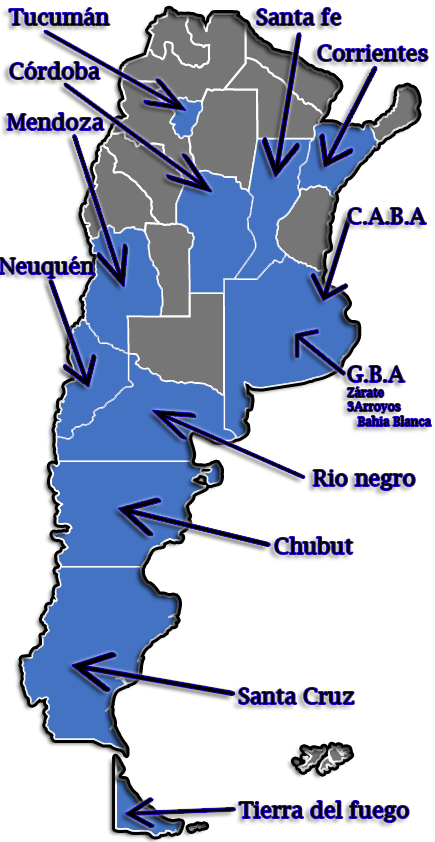 Tucumán
Santa fe
Corrientes
Córdoba
Mendoza
C.A.B.A
Neuquén
G.B.A
Zárate
3Arroyos
Bahia Blanca
Rio negro
Chubut
Santa Cruz
Tierra del fuego